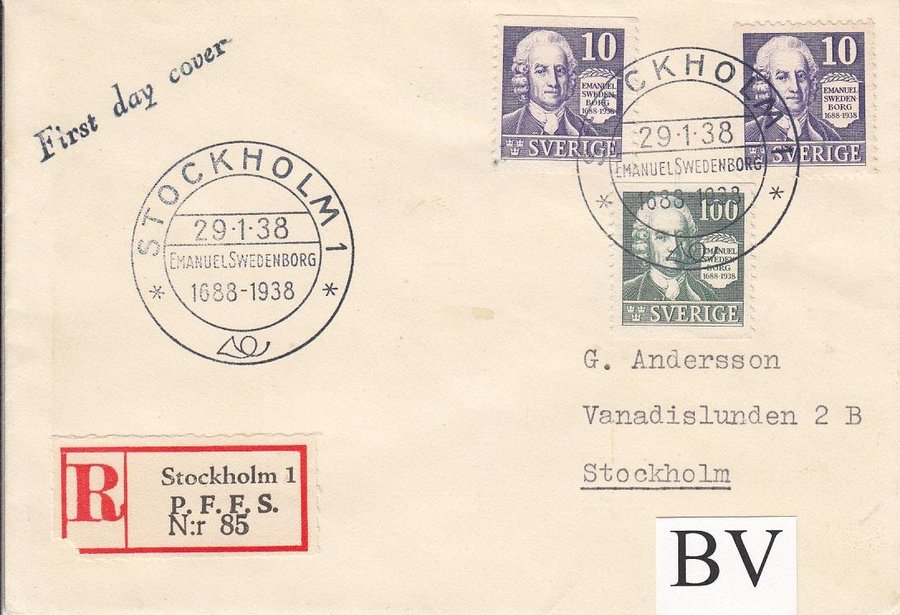 First day cover
STOCKHOLM 1
29·1·38
EMANUEL SWEDENBORG
1688-1938
10
EMANUEL
SWEDEN
BORG
1688-1938
SVERIGE
10
EMANUEL
SWEDEN
BORG
1688-1938
SVERIGE
STOCKHOLM 1
29·1·38
EMANUEL SWEDENBORG
1688-1938
100
EMANUEL
SWEDEN
BORG
1688-1938
SVERIGE
G. Andersson
Vanadislunden 2 B
Stockholm
R
Stockholm 1
P. F. F. S.
N:r 85
BV